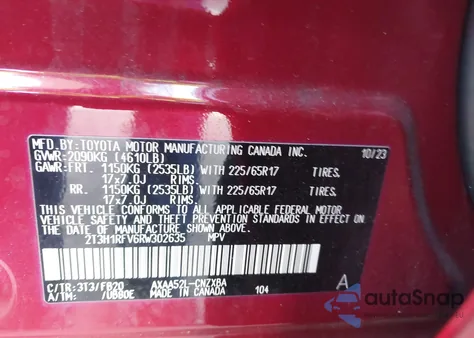 MFD.BY:TOYOTA MOTOR MANUFACTURING CANADA INC. 10/23
GVWR:2090KG (4610LB)
GAWR:FRT. 1150KG (2535LB) WITH 225/65R17 TIRES.
17x7.0J RIMS.
RR. 1150KG (2535LB) WITH 225/65R17 TIRES.
17x7.0J RIMS.
THIS VEHICLE CONFORMS TO ALL APPLICABLE FEDERAL MOTOR
VEHICLE SAFETY, BUMPER, AND THEFT PREVENTION STANDARDS
IN EFFECT ON THE DATE OF MANUFACTURE SHOWN ABOVE.
2T3H1RFV6RW302635 MPV
C/TR:3T3/FB20 AXAA52L-CNZXBA A
A/TM: /UB80E MADE IN CANADA 104
autoSnap